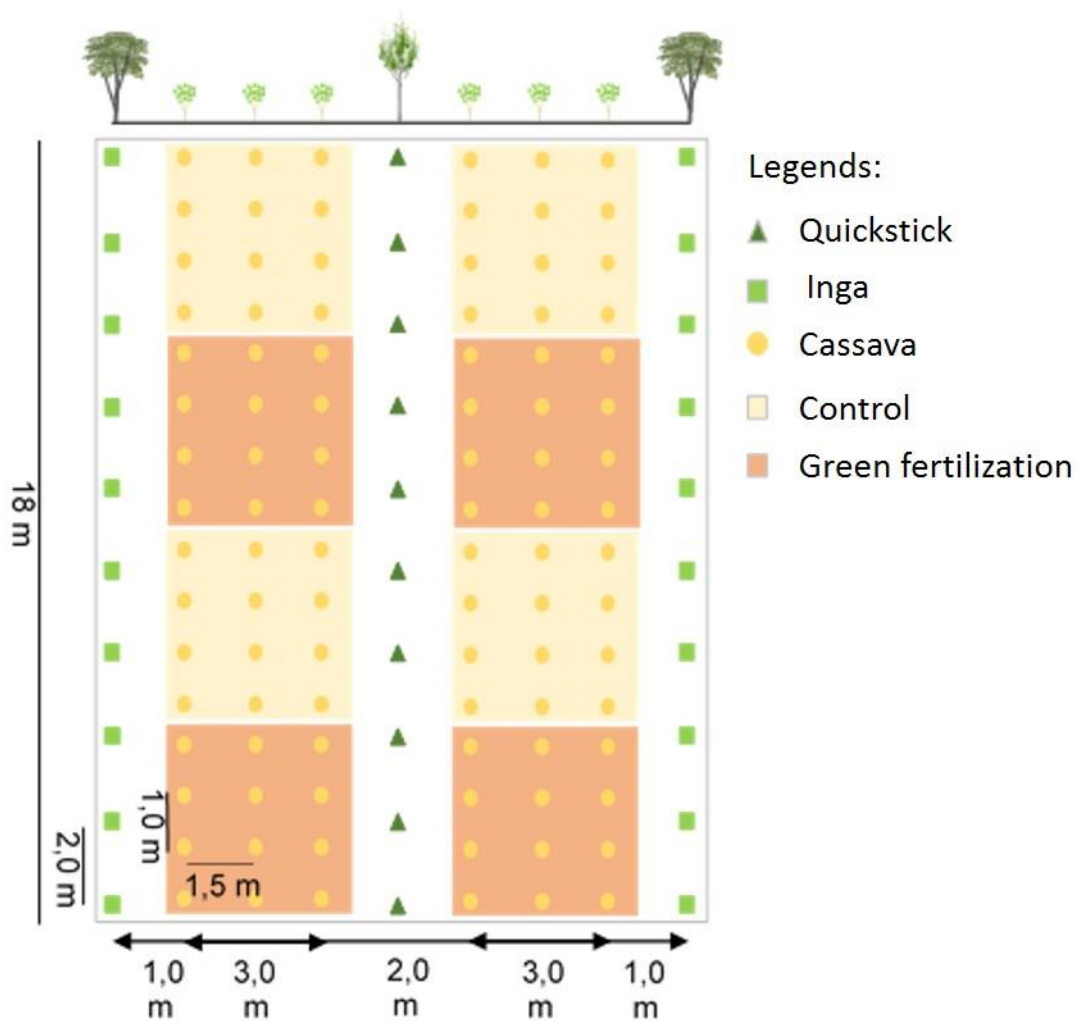 Legends:
Quickstick
Inga
Cassava
Control
Green fertilization
18 m
2,0 m
1,0 m
1,5 m
1,0
m
3,0
m
2,0
m
3,0
m
1,0
m